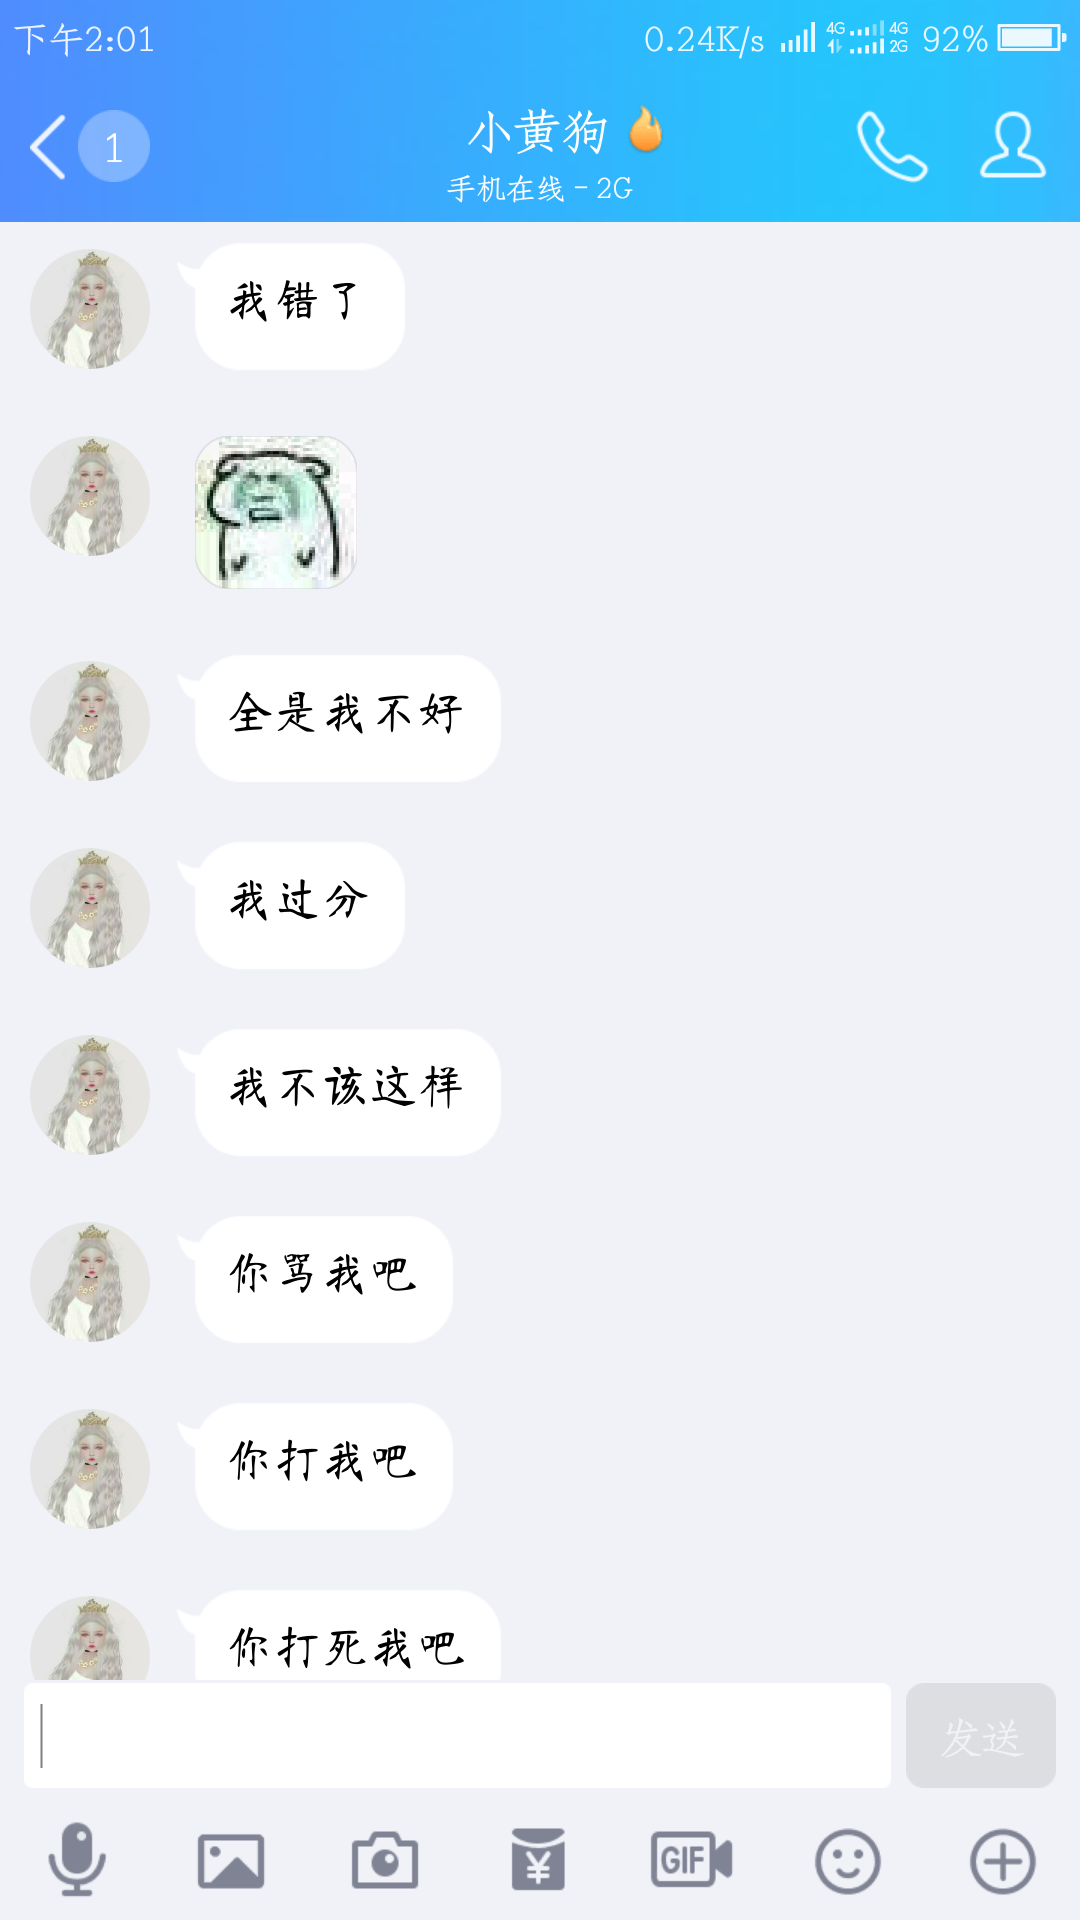 下午2:01
0.24K/s 4G 4G 2G 92%
1
小黄狗
手机在线 - 2G
我错了
全是我不好
我过分
我不该这样
你骂我吧
你打我吧
你打死我吧
发送
¥
GIF